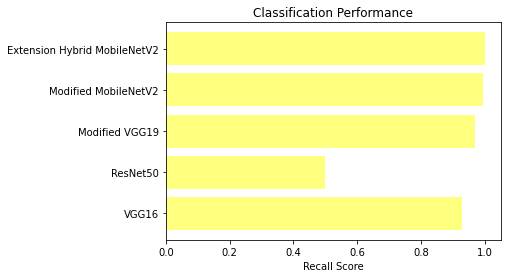 Classification Performance
Extension Hybrid MobileNetV2
Modified MobileNetV2
Modified VGG19
ResNet50
VGG16
0.0 0.2 0.4 0.6 0.8 1.0
Recall Score